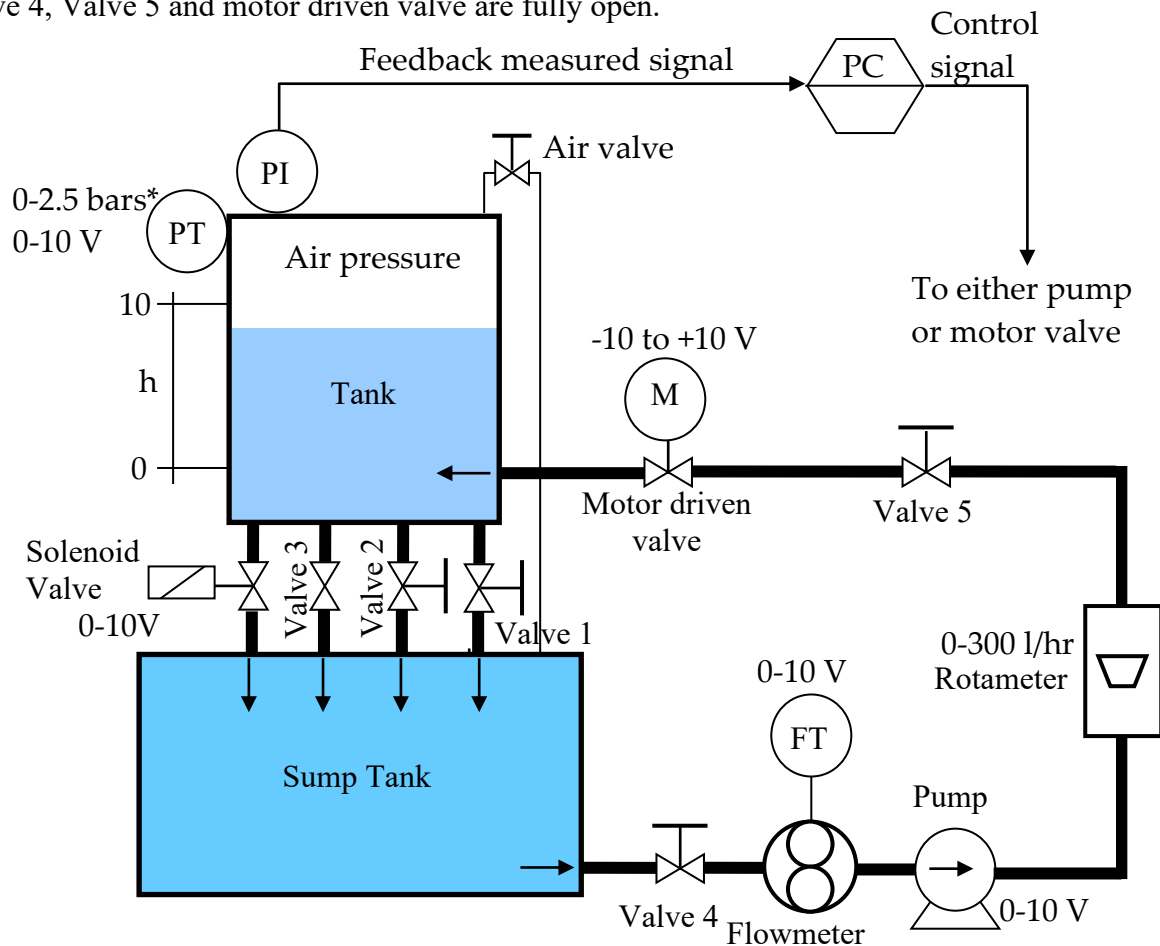 ve 4, Valve 5 and motor driven valve are fully open.
Control
signal
Feedback measured signal
PC
Air valve
PI
0-2.5 bars*
0-10 V
PT
Air pressure
10
To either pump
or motor valve
-10 to +10 V
h
Tank
M
0
Motor driven
valve
Valve 5
Solenoid
Valve
0-10V
Valve 3
Valve 2
Valve 1
0-300 l/hr
Rotameter
0-10 V
FT
Sump Tank
Pump
Valve 4
Flowmeter
0-10 V